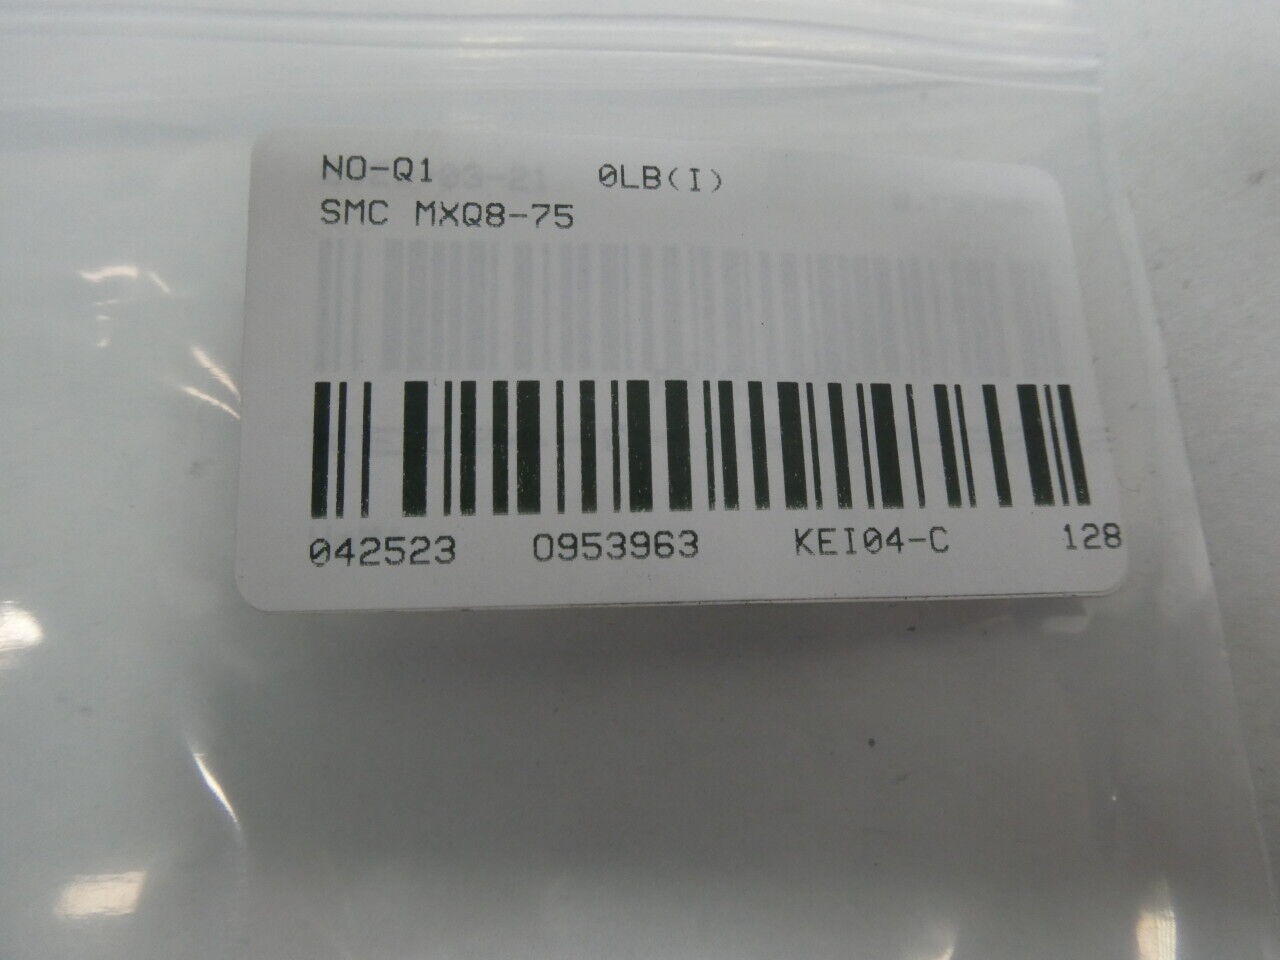 NO-Q1 0LB(I)
SMC MXQ8-75
042523 0953963 KEI04-C 128